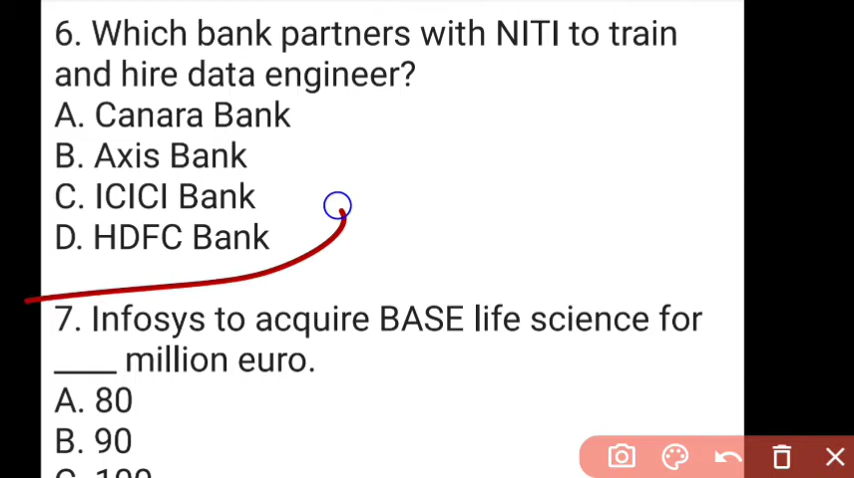 6. Which bank partners with NITI to train
and hire data engineer?
A. Canara Bank
B. Axis Bank
C. ICICI Bank
D. HDFC Bank
7. Infosys to acquire BASE life science for
____ million euro.
A. 80
B. 90